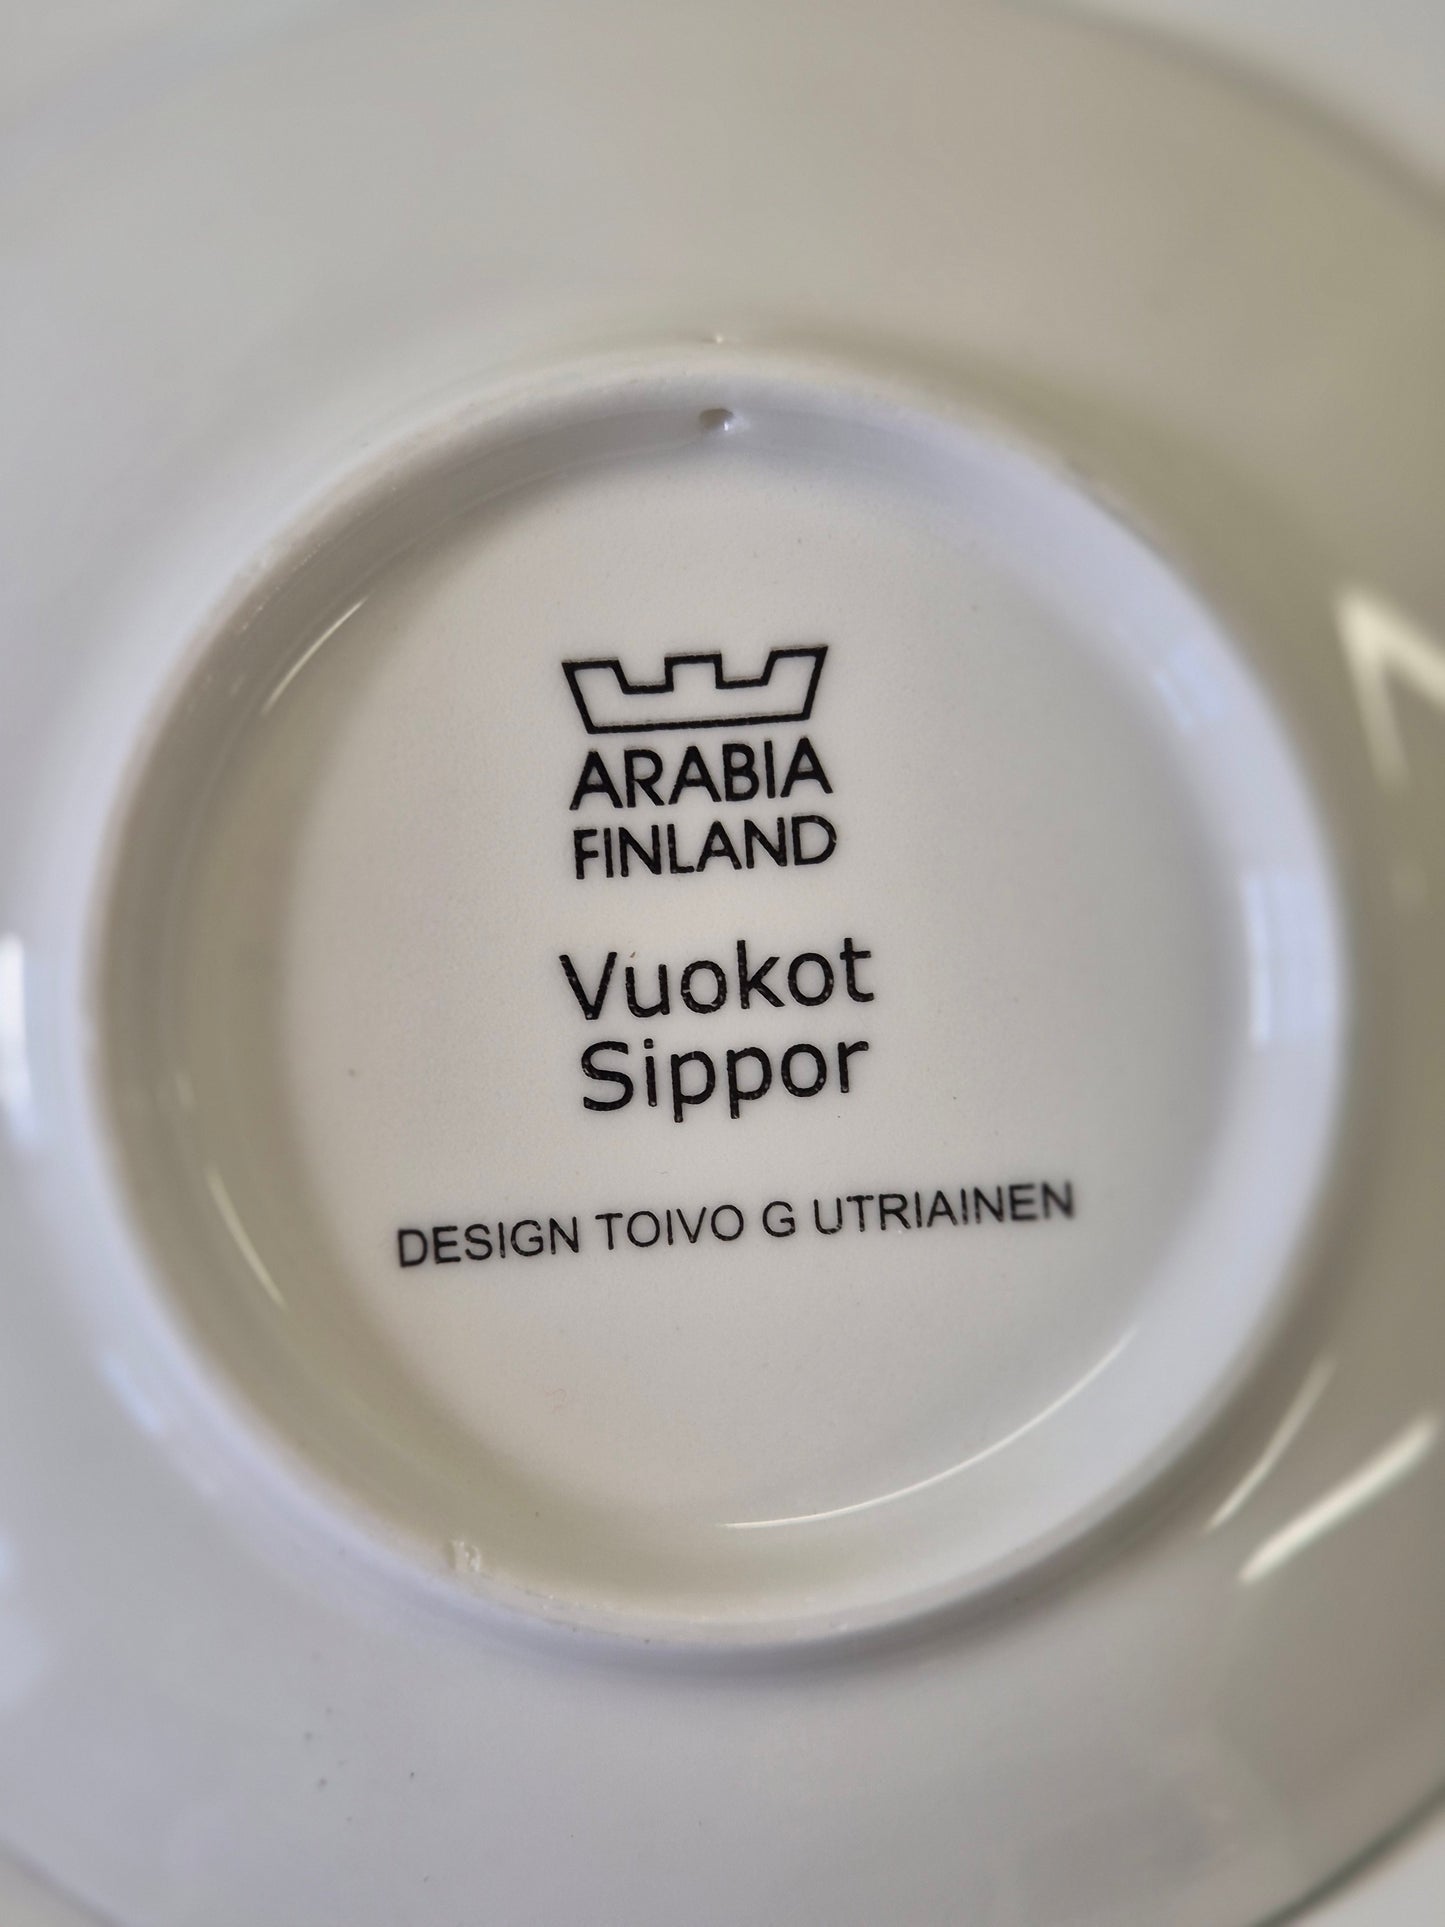 ARABIA
FINLAND
Vuokot
Sippor
DESIGN TOIVO G UTRIAINEN